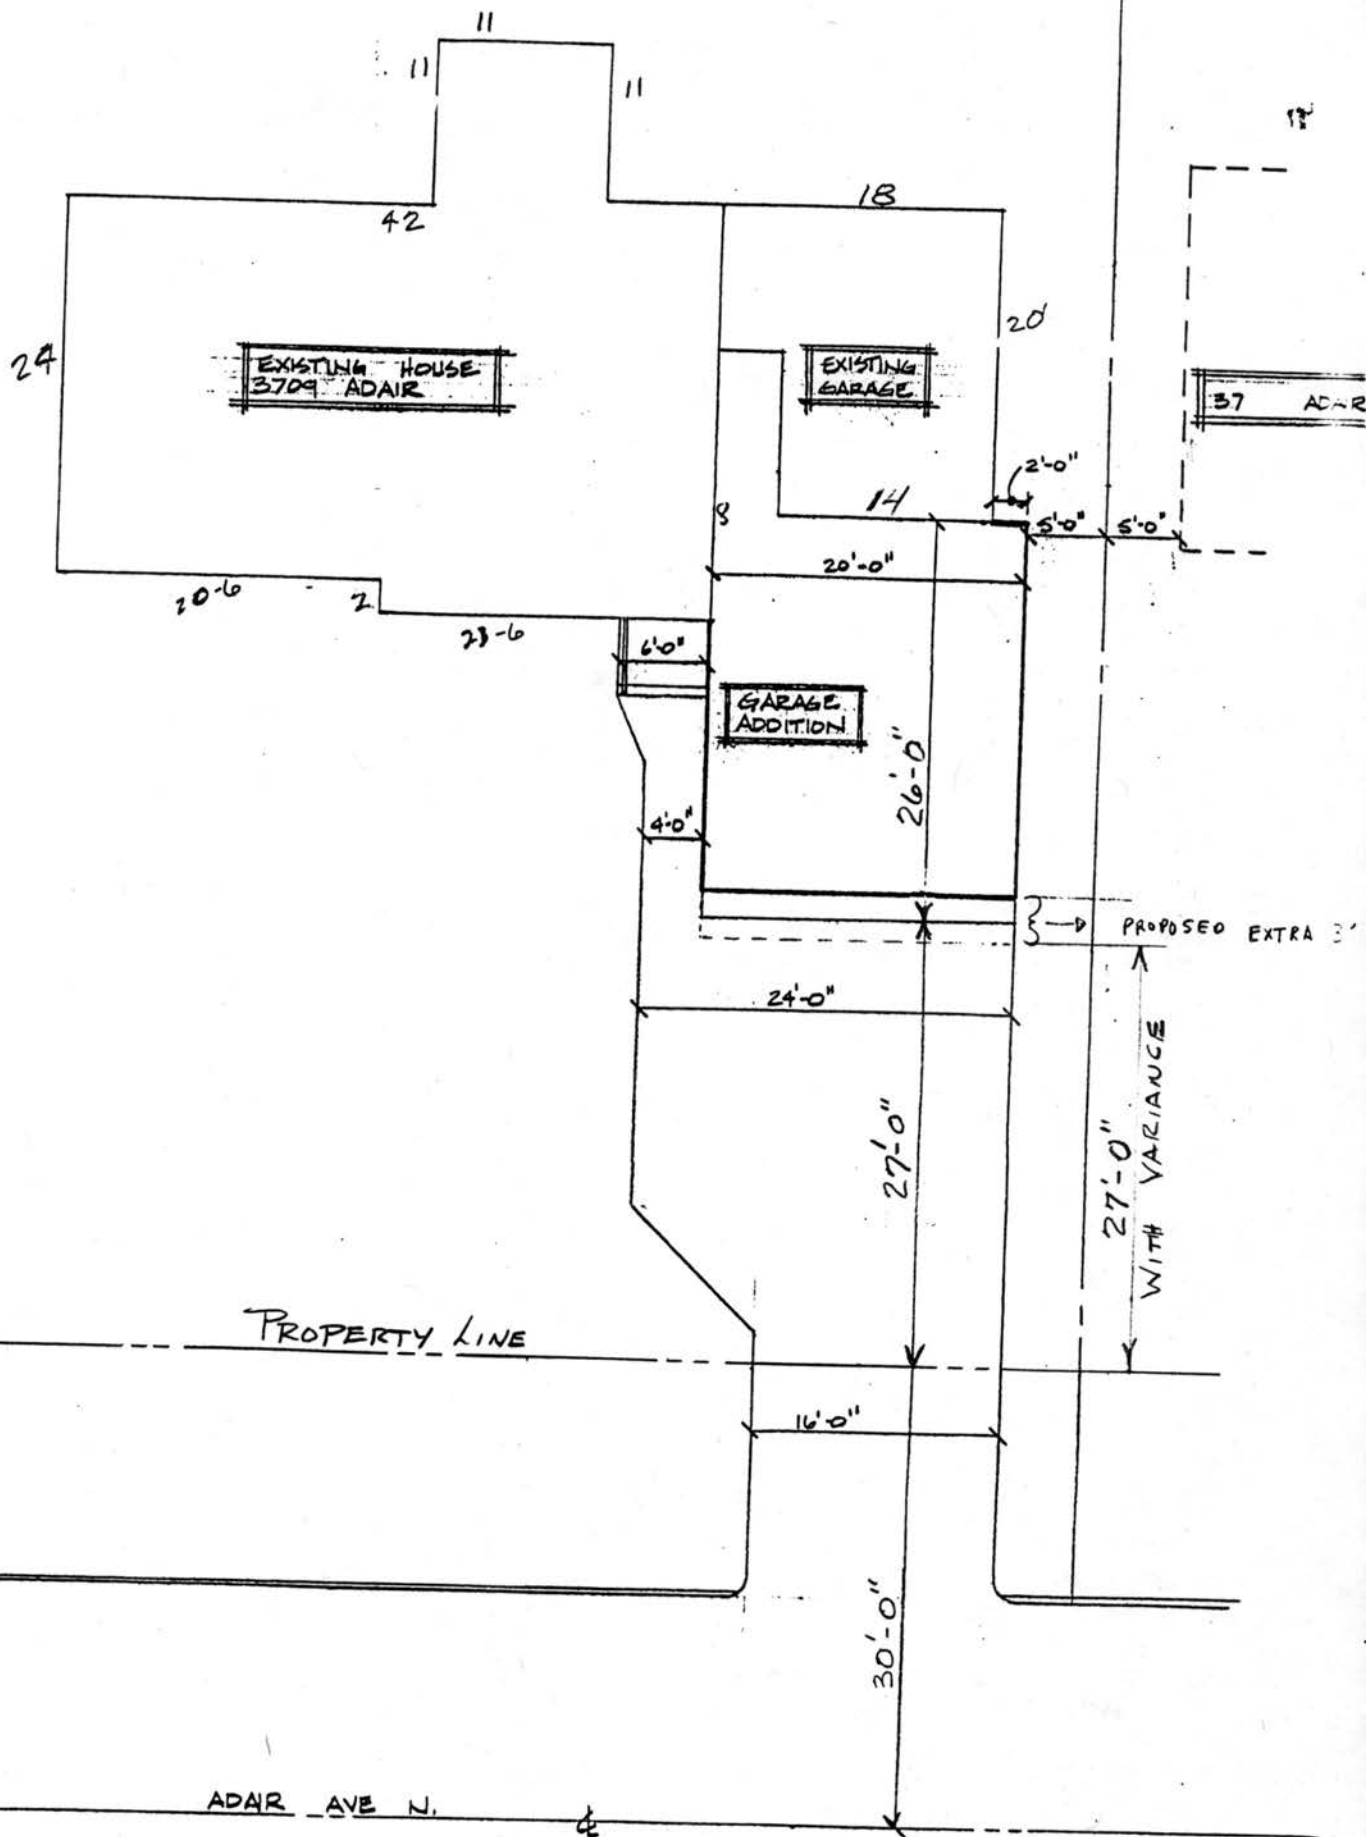 11
11
11
42
18
24
20'
EXISTING HOUSE
3709 ADAIR
EXISTING
GARAGE
37 ADAIR
2'-0"
14
8
5'-0"
5'-0"
20'-0"
20-6
2
6'-0"
GARAGE
ADDITION
26'-0"
4'-0"
PROPOSED EXTRA 3'
24'-0"
27'-0"
27'-0"
WITH VARIANCE
PROPERTY LINE
16'-0"
30'-0"
ADAIR AVE N.